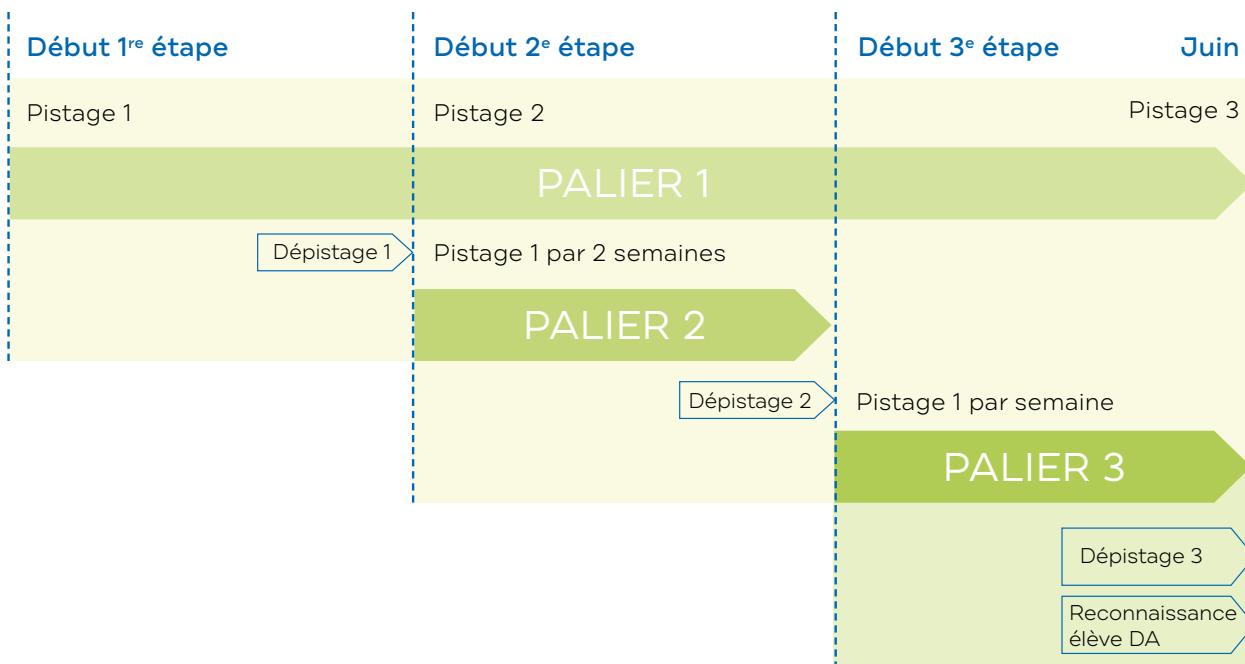 Début 1re étape
Début 2e étape
Début 3e étape
Juin
Pistage 1
Pistage 2
Pistage 3
PALIER 1
Dépistage 1
Pistage 1 par 2 semaines
PALIER 2
Dépistage 2
Pistage 1 par semaine
PALIER 3
Dépistage 3
Reconnaissance
élève DA